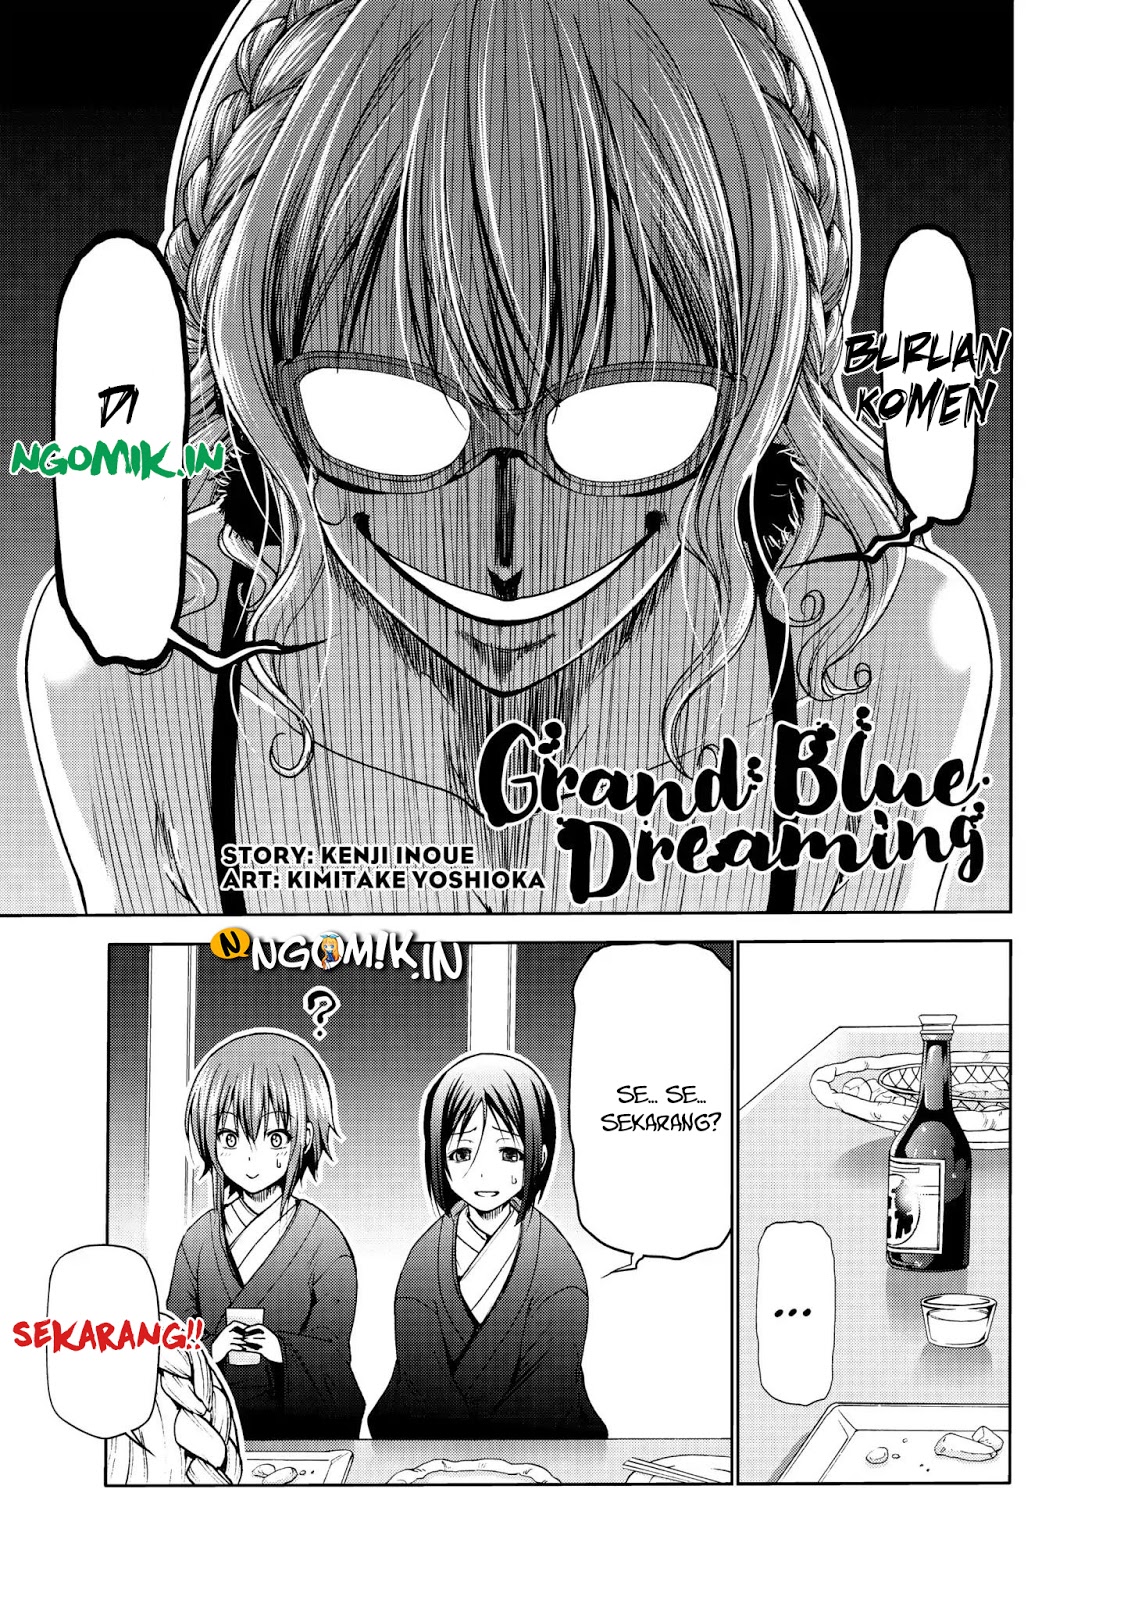 BURUAN
KOMEN
DI
NGOMIK.IN
Grand Blue
Dreaming
STORY: KENJI INOUE
ART: KIMITAKE YOSHIOKA
N NGOMIK.IN
...
?
SE... SE...
SEKARANG?
SEKARANG!!